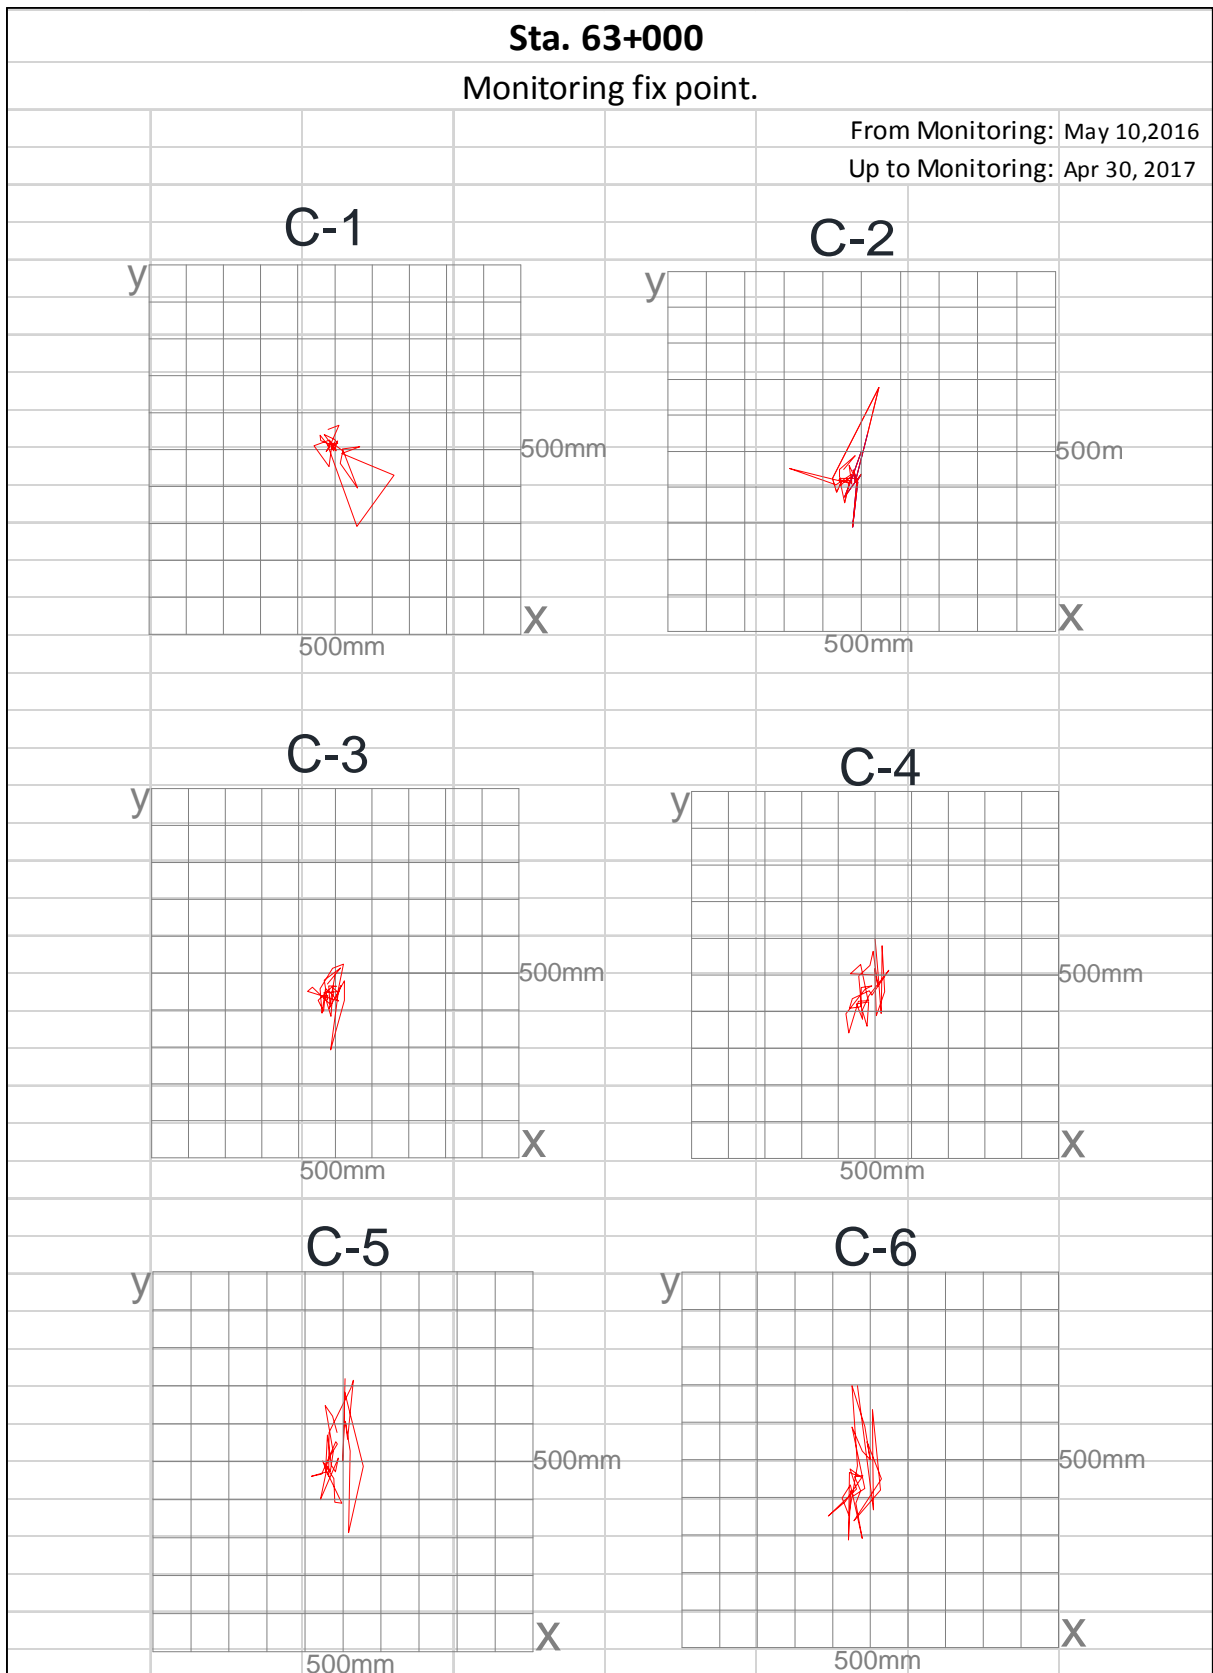 Sta. 63+000
Monitoring fix point.
From Monitoring: May 10,2016
Up to Monitoring: Apr 30, 2017
C-1
y
500mm
X
500mm
C-2
y
500m
X
500mm
C-3
y
500mm
X
500mm
C-4
y
500mm
X
500mm
C-5
y
500mm
X
500mm
C-6
y
500mm
X
500mm